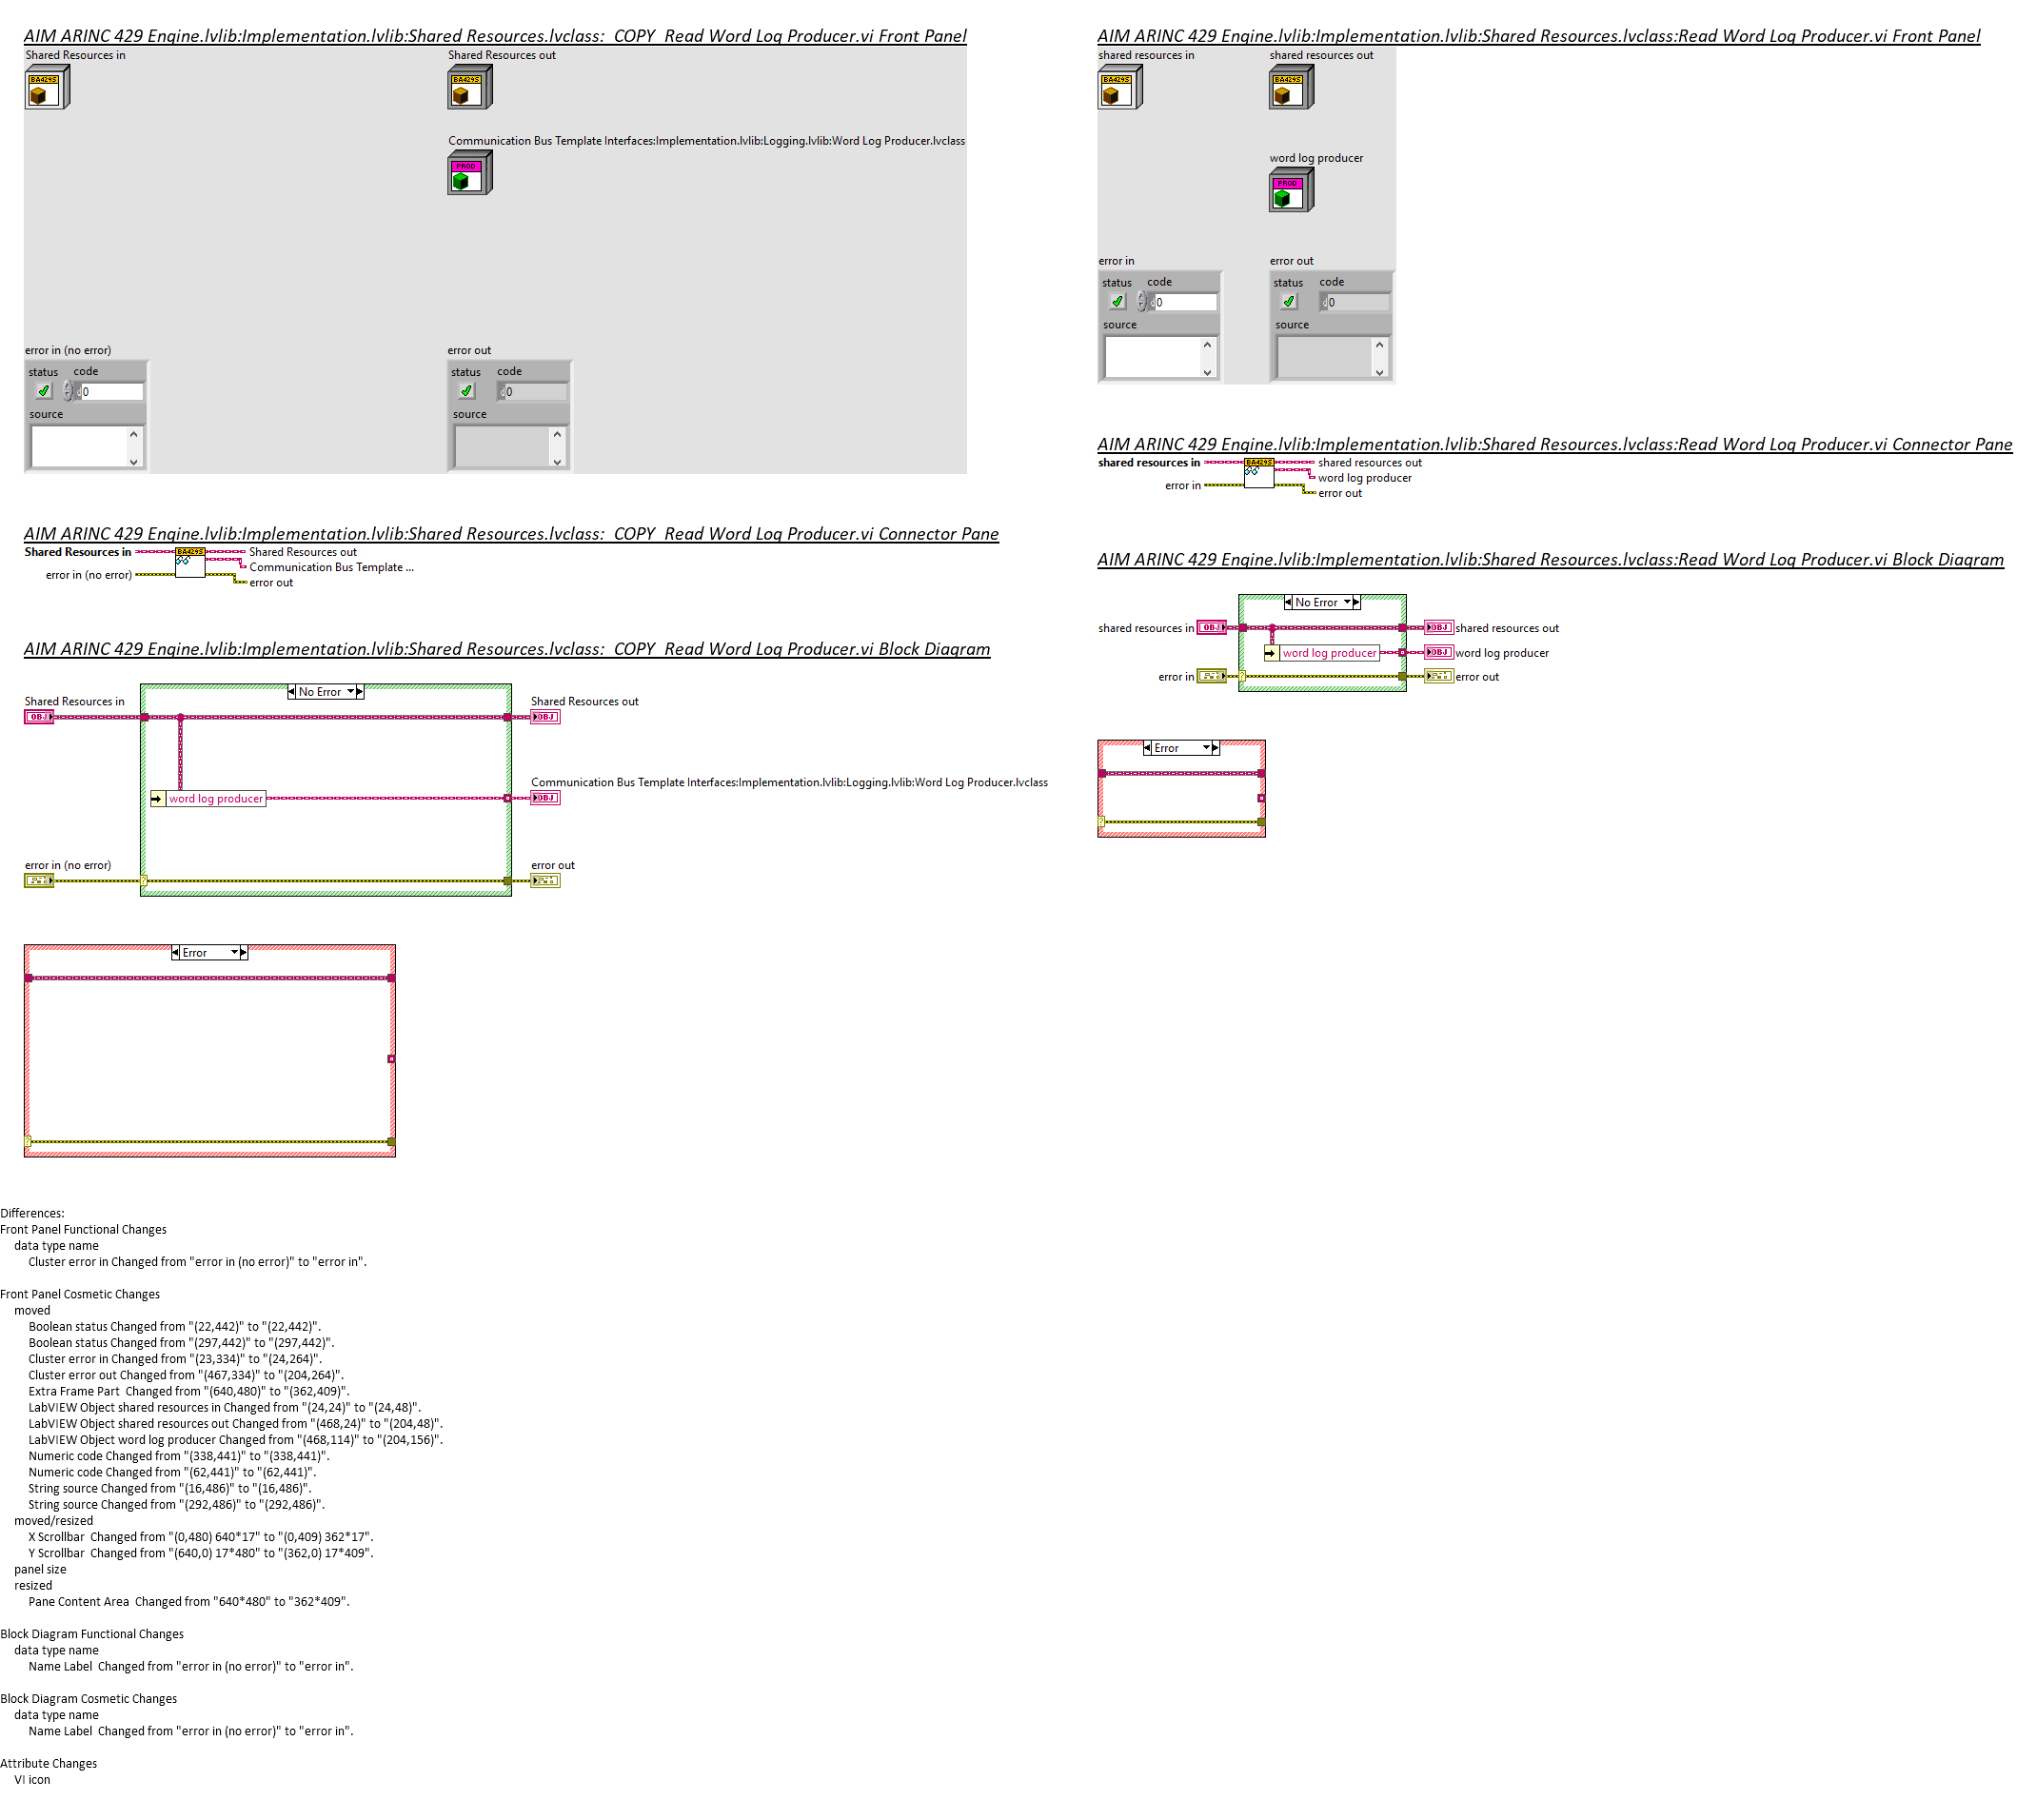 AIM ARINC 429 Engine.lvlib:Implementation.lvlib:Shared Resources.lvclass:_COPY_Read Word Log Producer.vi Front Panel
Shared Resources in
Shared Resources out
BA429S
BA429S
Communication Bus Template Interfaces:Implementation.lvlib:Logging.lvlib:Word Log Producer.lvclass
PROD
error in (no error)
error out
status
code
status
code
0
0
source
source
AIM ARINC 429 Engine.lvlib:Implementation.lvlib:Shared Resources.lvclass:_COPY_Read Word Log Producer.vi Connector Pane
Shared Resources in
BA429S
Shared Resources out
Communication Bus Template ...
error in (no error)
error out
AIM ARINC 429 Engine.lvlib:Implementation.lvlib:Shared Resources.lvclass:_COPY_Read Word Log Producer.vi Block Diagram
No Error
Shared Resources in
Shared Resources out
OBJ
OBJ
Communication Bus Template Interfaces:Implementation.lvlib:Logging.lvlib:Word Log Producer.lvclass
word log producer
OBJ
error in (no error)
error out
?
Error
?
AIM ARINC 429 Engine.lvlib:Implementation.lvlib:Shared Resources.lvclass:Read Word Log Producer.vi Front Panel
shared resources in
shared resources out
BA429S
BA429S
word log producer
PROD
error in
error out
status
code
status
code
0
0
source
source
AIM ARINC 429 Engine.lvlib:Implementation.lvlib:Shared Resources.lvclass:Read Word Log Producer.vi Connector Pane
shared resources in
BA429S
shared resources out
word log producer
error in
error out
AIM ARINC 429 Engine.lvlib:Implementation.lvlib:Shared Resources.lvclass:Read Word Log Producer.vi Block Diagram
No Error
shared resources in
OBJ
OBJ
shared resources out
word log producer
OBJ
word log producer
error in
?
error out
Error
?
Differences:
Front Panel Functional Changes
data type name
Cluster error in Changed from "error in (no error)" to "error in".
Front Panel Cosmetic Changes
moved
Boolean status Changed from "(22,442)" to "(22,442)".
Boolean status Changed from "(297,442)" to "(297,442)".
Cluster error in Changed from "(23,334)" to "(24,264)".
Cluster error out Changed from "(467,334)" to "(204,264)".
Extra Frame Part  Changed from "(640,480)" to "(362,409)".
LabVIEW Object shared resources in Changed from "(24,24)" to "(24,48)".
LabVIEW Object shared resources out Changed from "(468,24)" to "(204,48)".
LabVIEW Object word log producer Changed from "(468,114)" to "(204,156)".
Numeric code Changed from "(338,441)" to "(338,441)".
Numeric code Changed from "(62,441)" to "(62,441)".
String source Changed from "(16,486)" to "(16,486)".
String source Changed from "(292,486)" to "(292,486)".
moved/resized
X Scrollbar  Changed from "(0,480) 640*17" to "(0,409) 362*17".
Y Scrollbar  Changed from "(640,0) 17*480" to "(362,0) 17*409".
panel size
resized
Pane Content Area  Changed from "640*480" to "362*409".
Block Diagram Functional Changes
data type name
Name Label  Changed from "error in (no error)" to "error in".
Block Diagram Cosmetic Changes
data type name
Name Label  Changed from "error in (no error)" to "error in".
Attribute Changes
VI icon